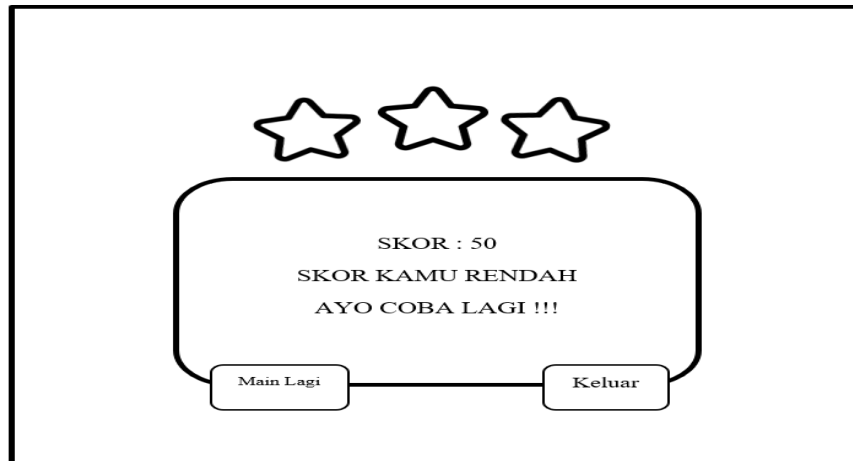 SKOR : 50
SKOR KAMU RENDAH
AYO COBA LAGI !!!
Main Lagi
Keluar